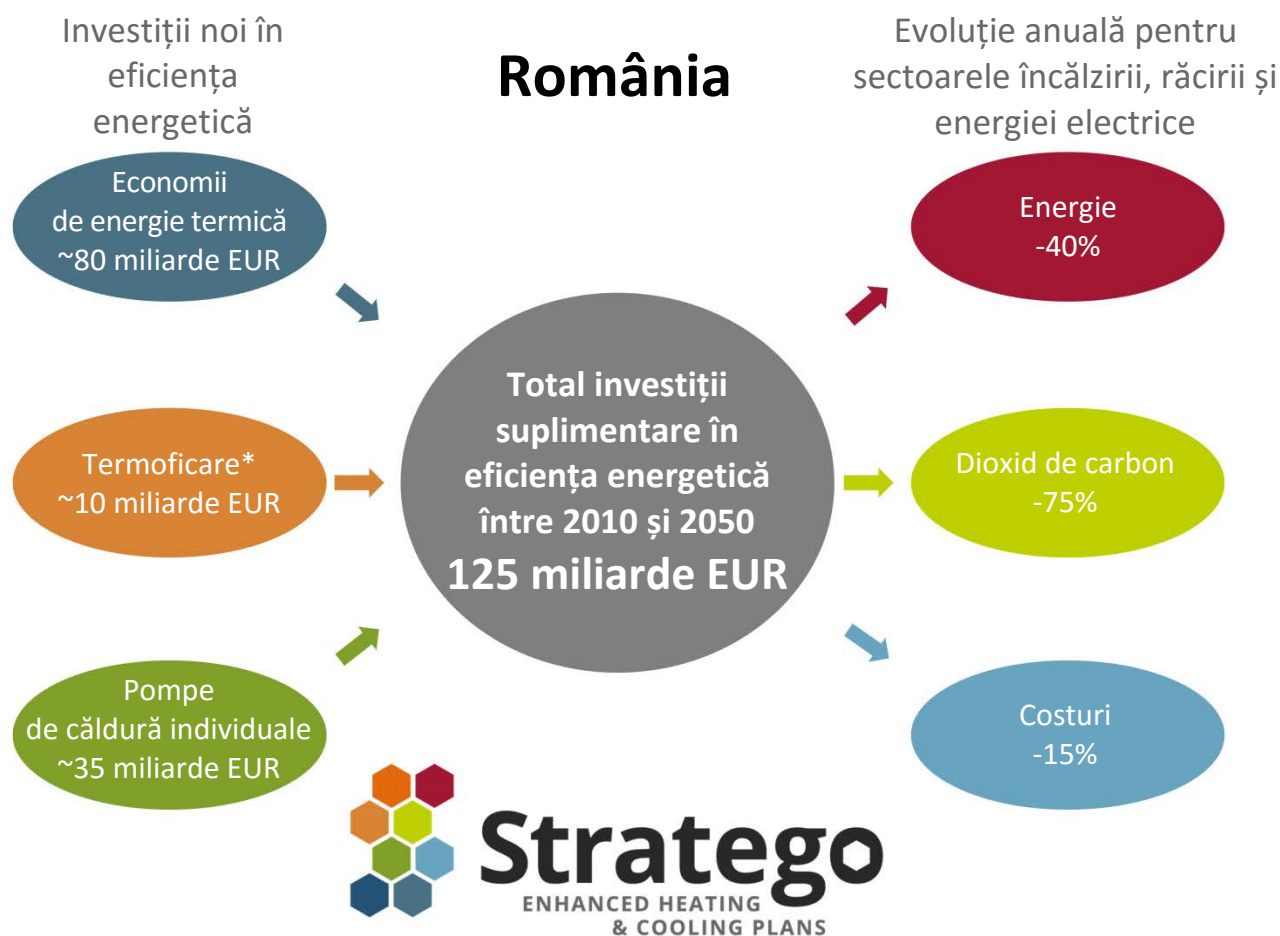 Investiții noi în
eficiența
energetică
România
Evoluție anuală pentru
sectoarele încălzirii, răcirii și
energiei electrice
Economii
de energie termică
~80 miliarde EUR
Termoficare*
~10 miliarde EUR
Pompe
de căldură individuale
~35 miliarde EUR
Total investiții
suplimentare în
eficiența energetică
între 2010 și 2050
125 miliarde EUR
Energie
-40%
Dioxid de carbon
-75%
Costuri
-15%
Stratego
ENHANCED HEATING
& COOLING PLANS